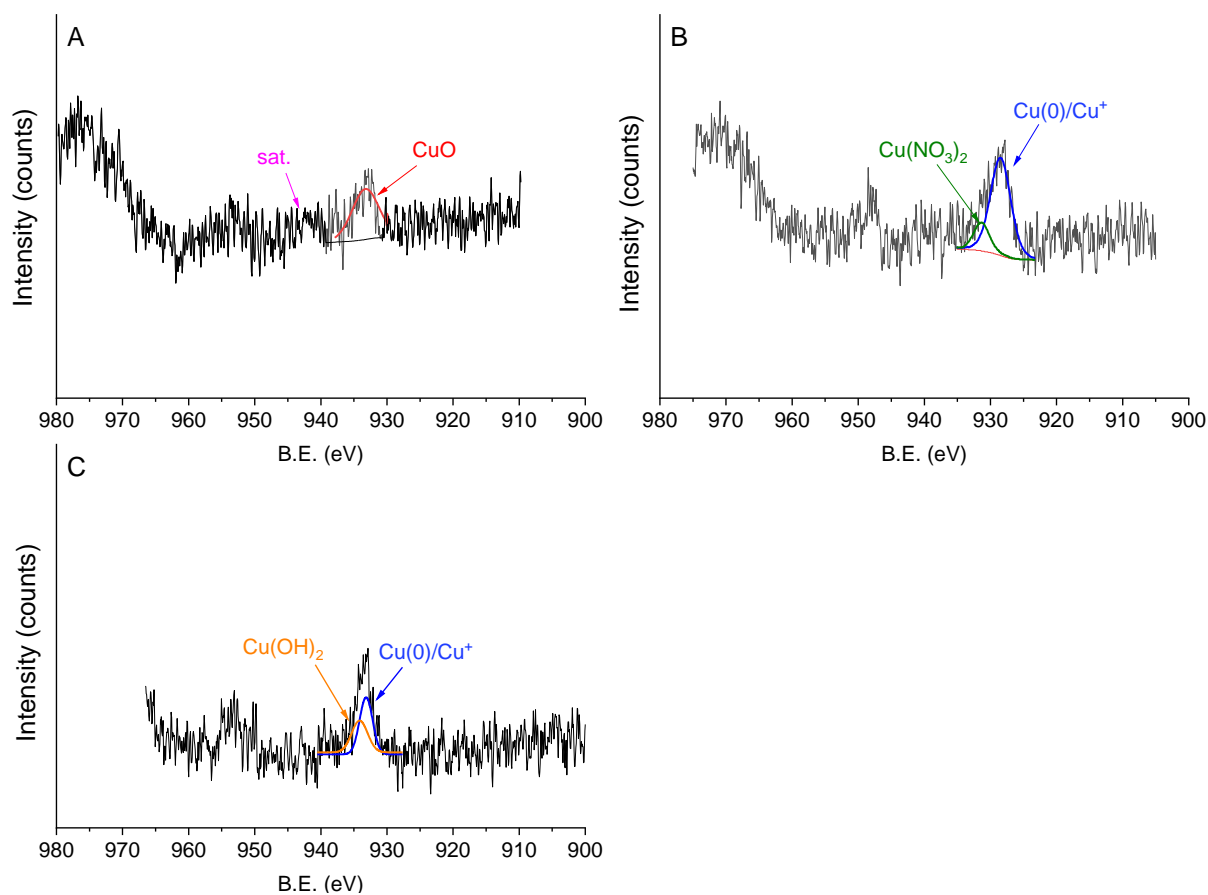 A
sat.
CuO
Intensity (counts)
980 970 960 950 940 930 920 910 900
B.E. (eV)
B
Cu(0)/Cu⁺
Cu(NO₃)₂
Intensity (counts)
980 970 960 950 940 930 920 910 900
B.E. (eV)
C
Cu(OH)₂
Cu(0)/Cu⁺
Intensity (counts)
980 970 960 950 940 930 920 910 900
B.E. (eV)